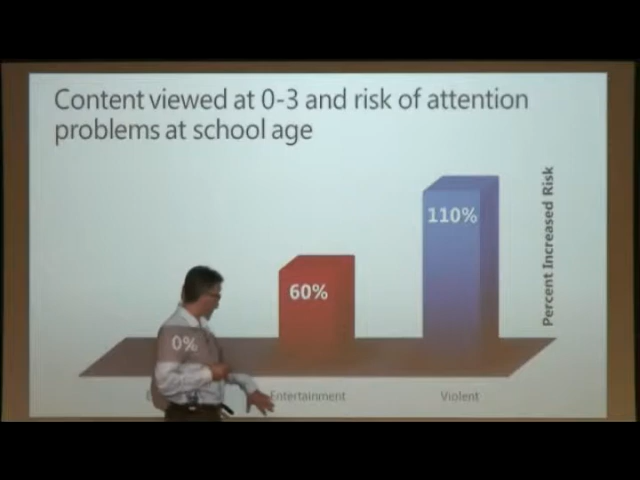 Content viewed at 0-3 and risk of attention
problems at school age
110%
60%
0%
Percent Increased Risk
Entertainment
Violent